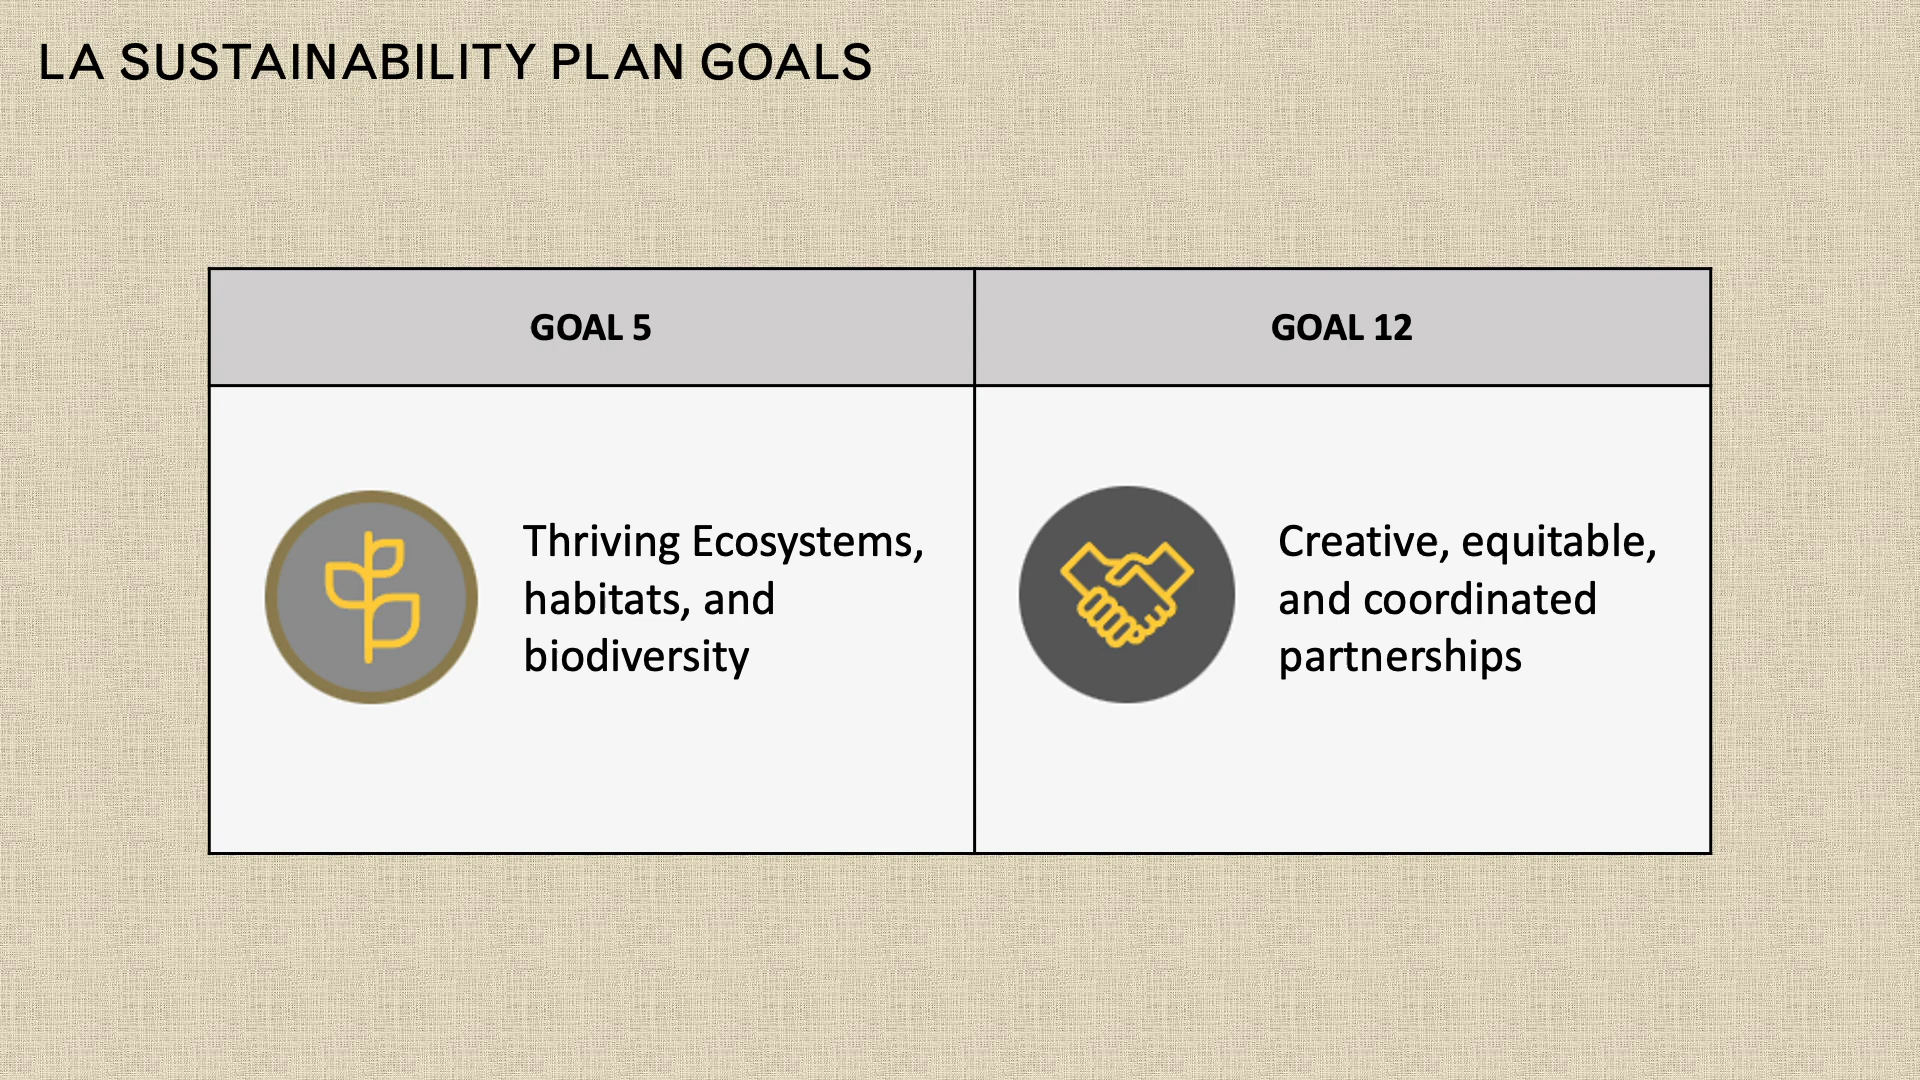 LA SUSTAINABILITY PLAN GOALS
GOAL 5
GOAL 12
Thriving Ecosystems,
habitats, and
biodiversity
Creative, equitable,
and coordinated
partnerships